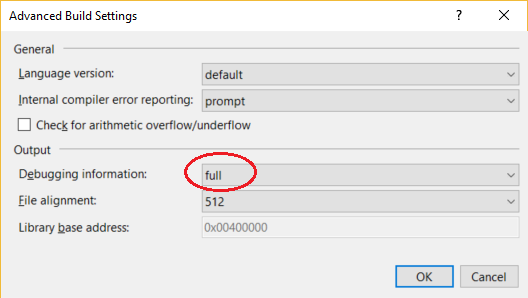 Advanced Build Settings
?
General
Language version: default
Internal compiler error reporting: prompt
Check for arithmetic overflow/underflow
Output
Debugging information: full
File alignment: 512
Library base address: 0x00400000
OK Cancel